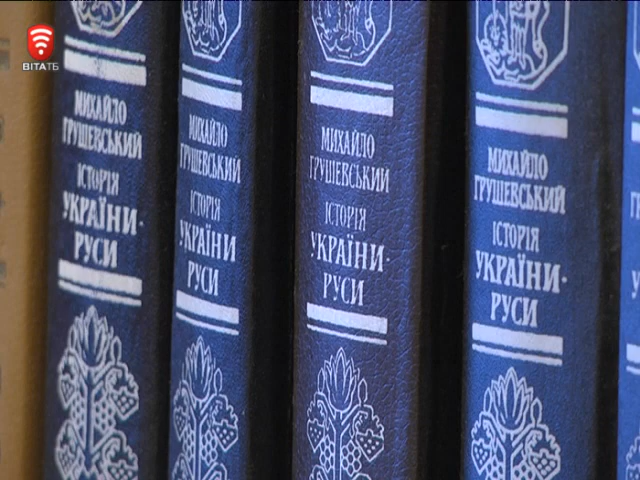 ВІТАТБ
МИХАЙЛО
ГРУШЕВСЬКИЙ
ІСТОРІЯ
УКРАЇНИ-
РУСИ
МИХАЙЛО
ГРУШЕВСЬКИЙ
ІСТОРІЯ
УКРАЇНИ
РУСИ
МИХАЙЛО
ГРУШЕВСЬКИЙ
ІСТОРІЯ
УКРАЇНИ-
РУСИ
МИХАЙЛО
ГРУШЕВСЬКИЙ
ІСТОРІЯ
УКРАЇНИ-
РУСИ